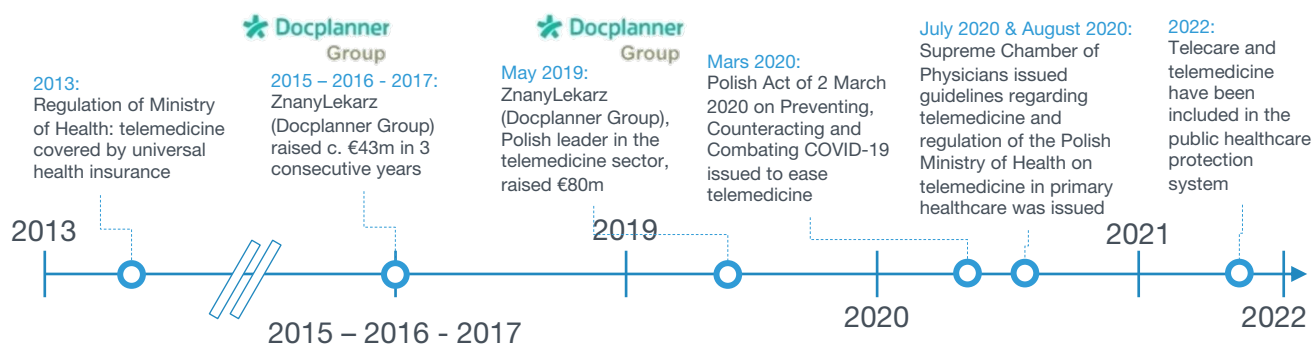 Docplanner
Group
Docplanner
Group
2013:
Regulation of Ministry
of Health: telemedicine
covered by universal
health insurance
2015 – 2016 - 2017:
ZnanyLekarz
(Docplanner Group)
raised c. €43m in 3
consecutive years
May 2019:
ZnanyLekarz
(Docplanner Group),
Polish leader in the
telemedicine sector,
raised €80m
Mars 2020:
Polish Act of 2 March
2020 on Preventing,
Counteracting and
Combating COVID-19
issued to ease
telemedicine
July 2020 & August 2020:
Supreme Chamber of
Physicians issued
guidelines regarding
telemedicine and
regulation of the Polish
Ministry of Health on
telemedicine in primary
healthcare was issued
2022:
Telecare and
telemedicine
have been
included in the
public healthcare
protection
system
2013
2015 – 2016 - 2017
2019
2020
2021
2022